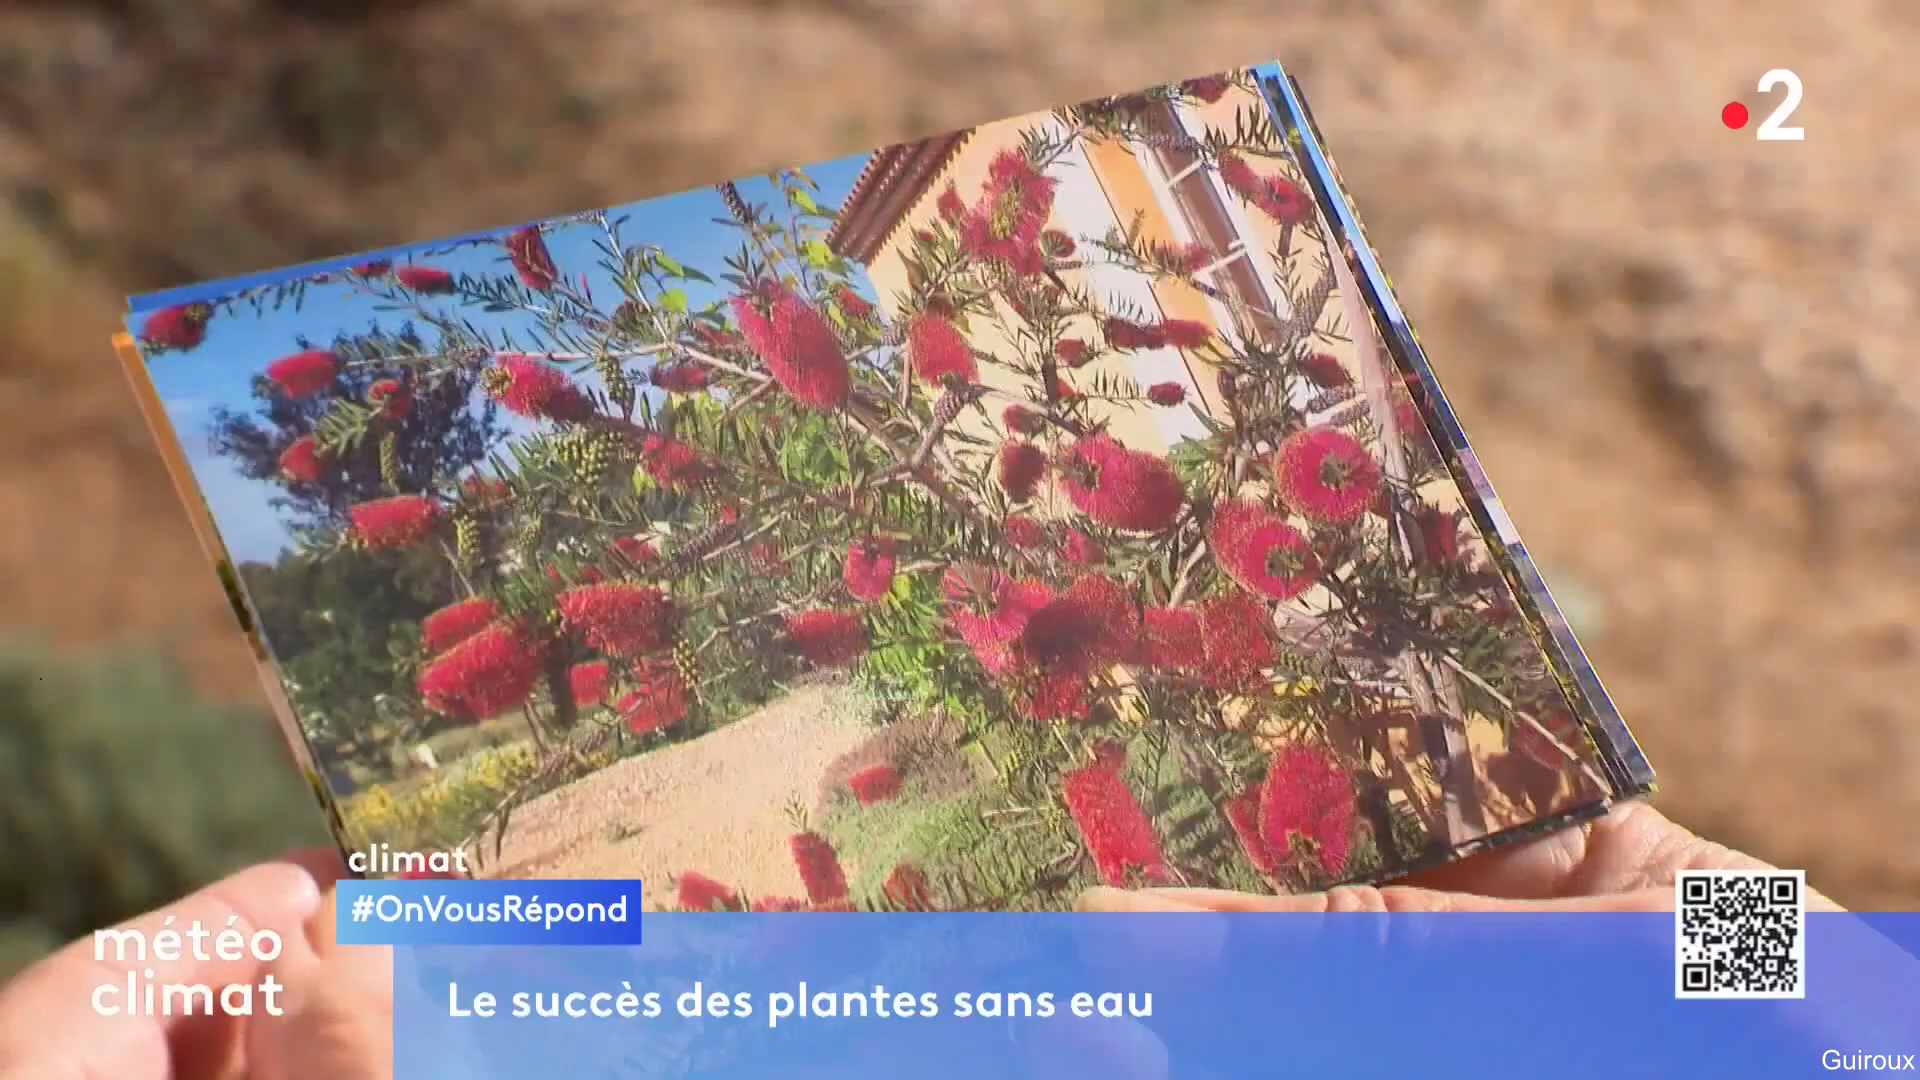 2
climat
#OnVousRépond
météo
climat
Le succès des plantes sans eau
Guiroux